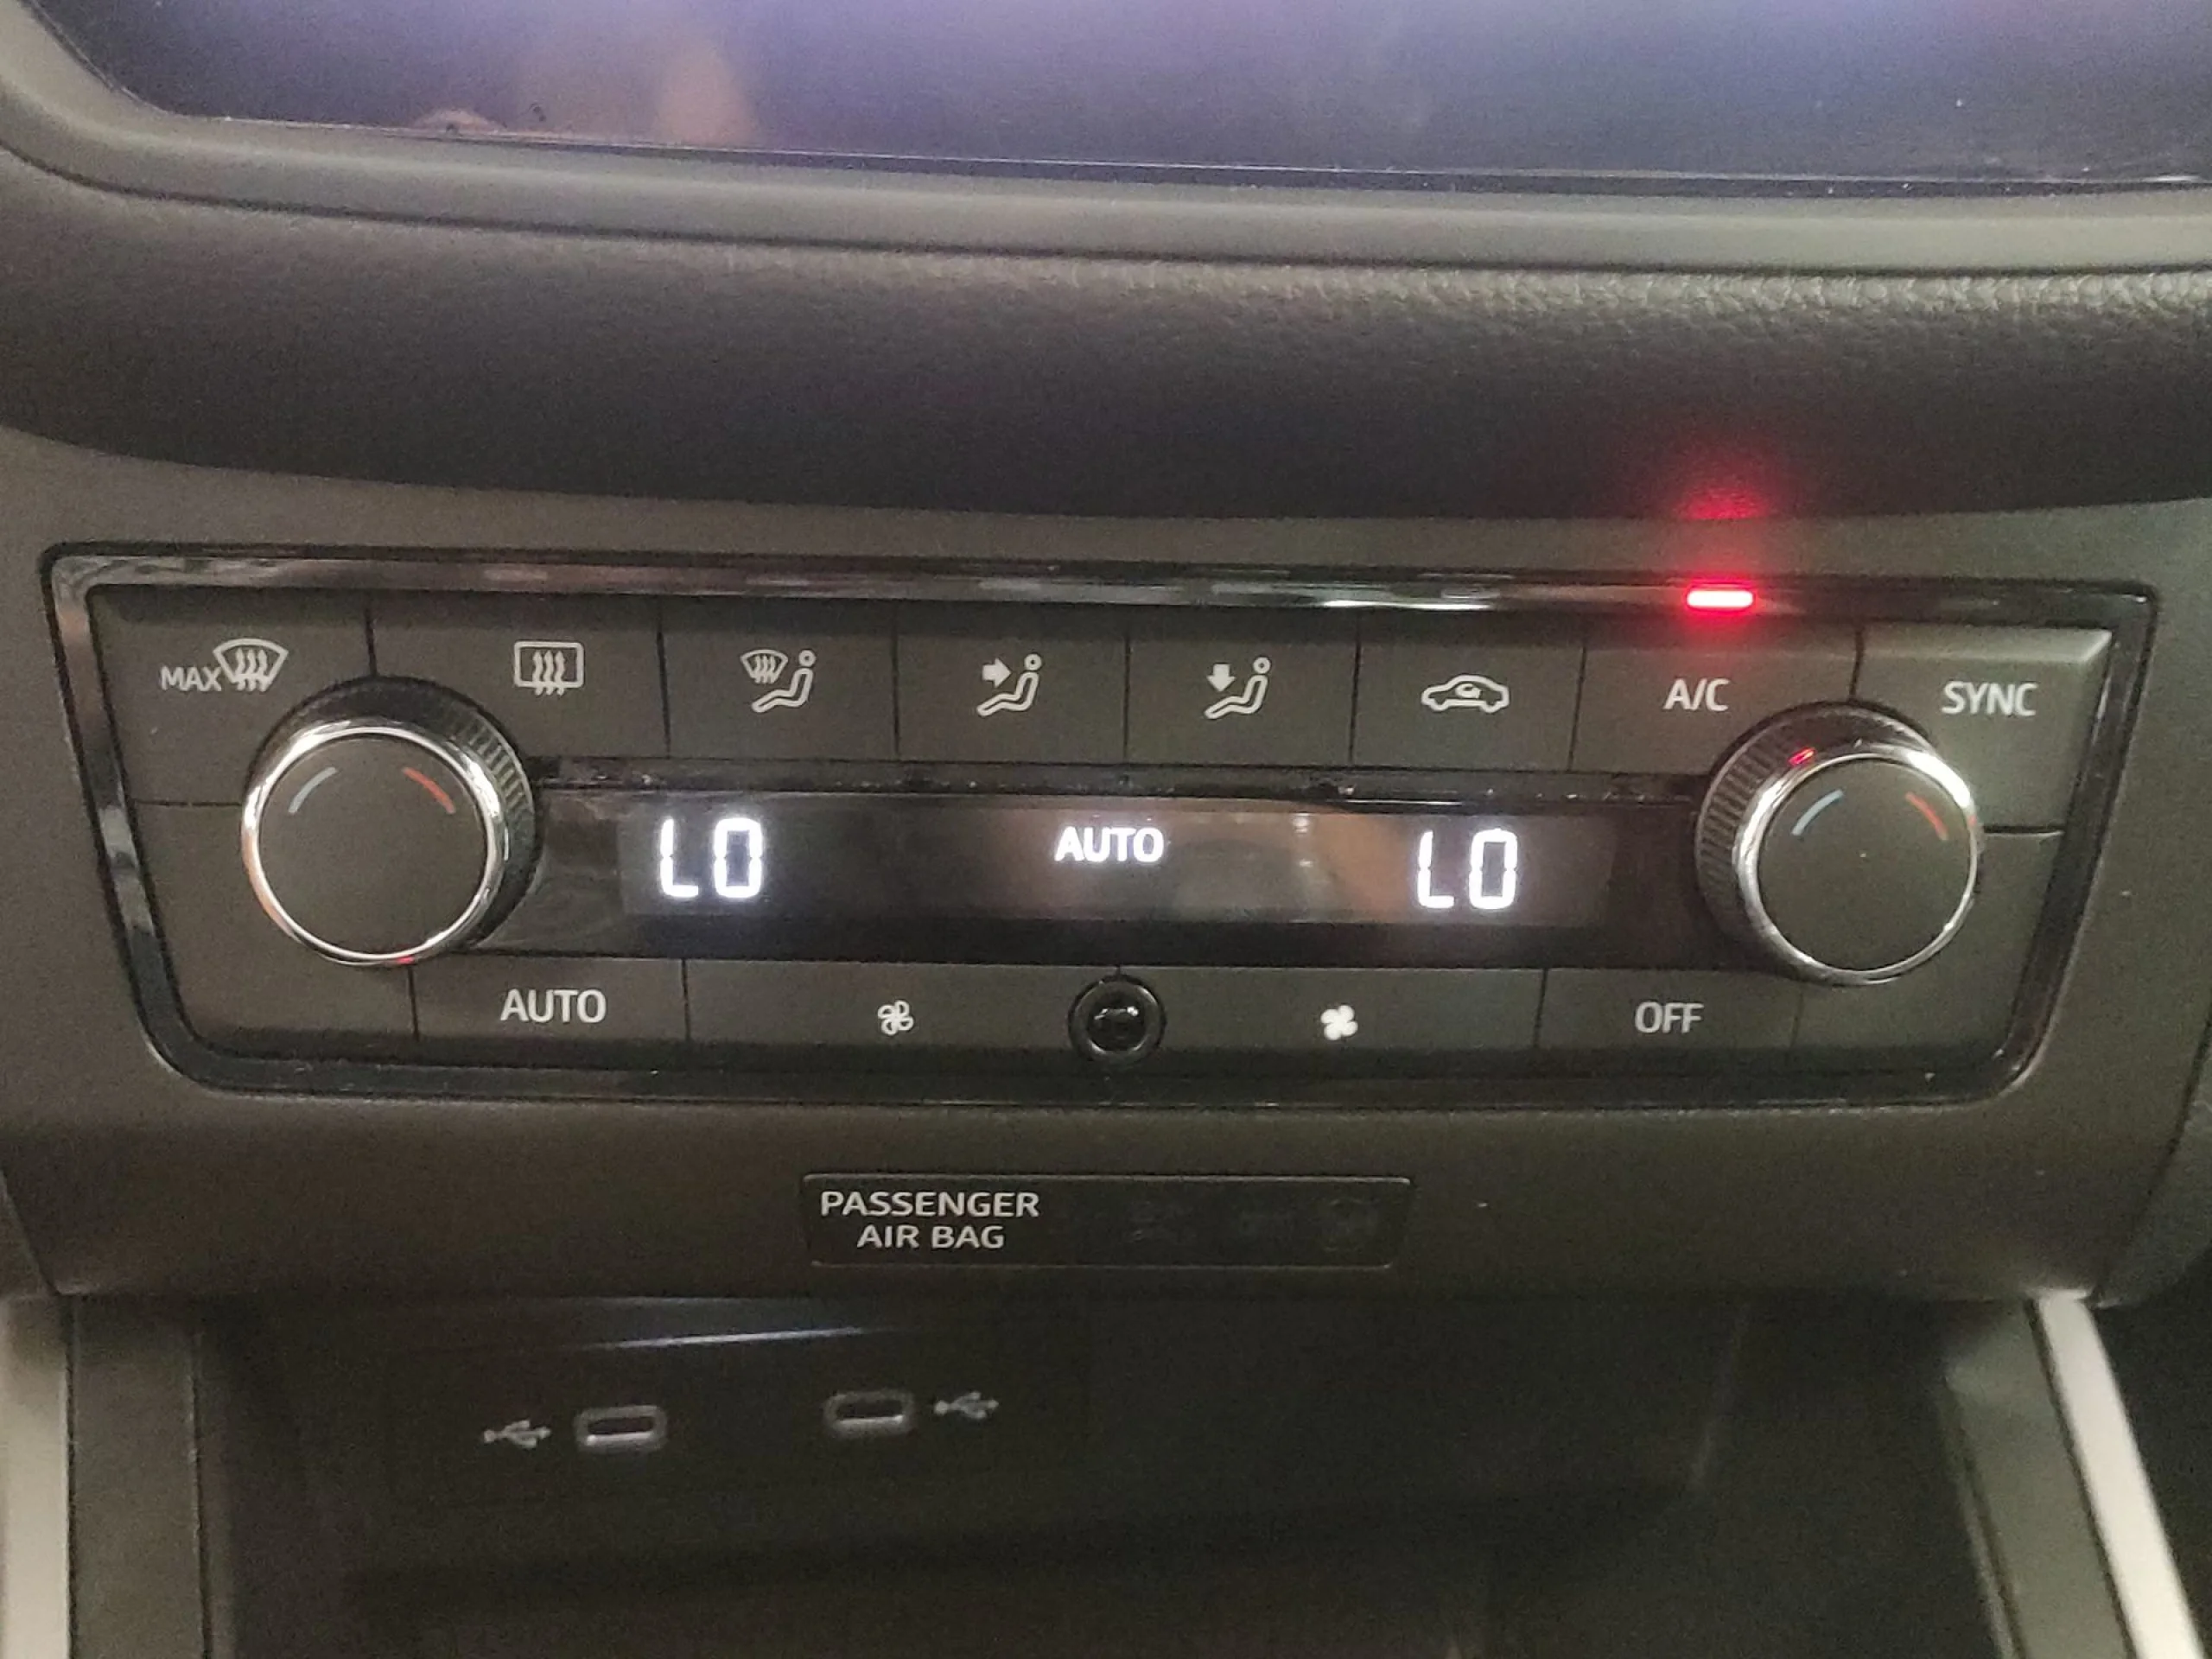 MAX
A/C
SYNC
LO AUTO LO
AUTO
OFF
PASSENGER
AIR BAG